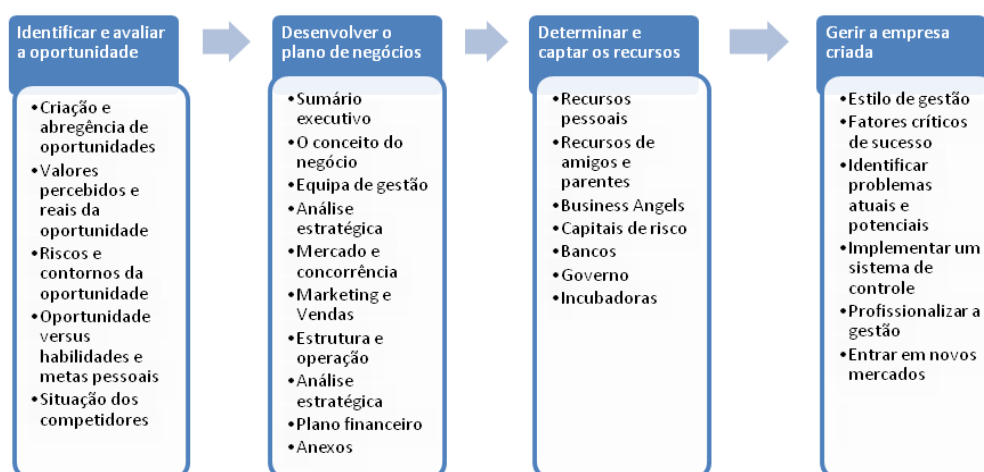 Identificar e avaliar
a oportunidade
•Criação e
abregência de
oportunidades
•Valores
percebidos e
reais da
oportunidade
•Riscos e
contornos da
oportunidade
•Oportunidade
versus
habilidades e
metas pessoais
•Situação dos
competidores
Desenvolver o
plano de negócios
•Sumário
executivo
•O conceito do
negócio
•Equipa de gestão
•Análise
estratégica
•Mercado e
concorrência
•Marketing e
Vendas
•Estrutura e
operação
•Análise
estratégica
•Plano financeiro
•Anexos
Determinar e
captar os recursos
•Recursos
pessoais
•Recursos de
amigos e
parentes
•Business Angels
•Capitais de risco
•Bancos
•Governo
•Incubadoras
Gerir a empresa
criada
•Estilo de gestão
•Fatores críticos
de sucesso
•Identificar
problemas
atuais e
potenciais
•Implementar um
sistema de
controle
•Profissionalizar a
gestão
•Entrar em novos
mercados